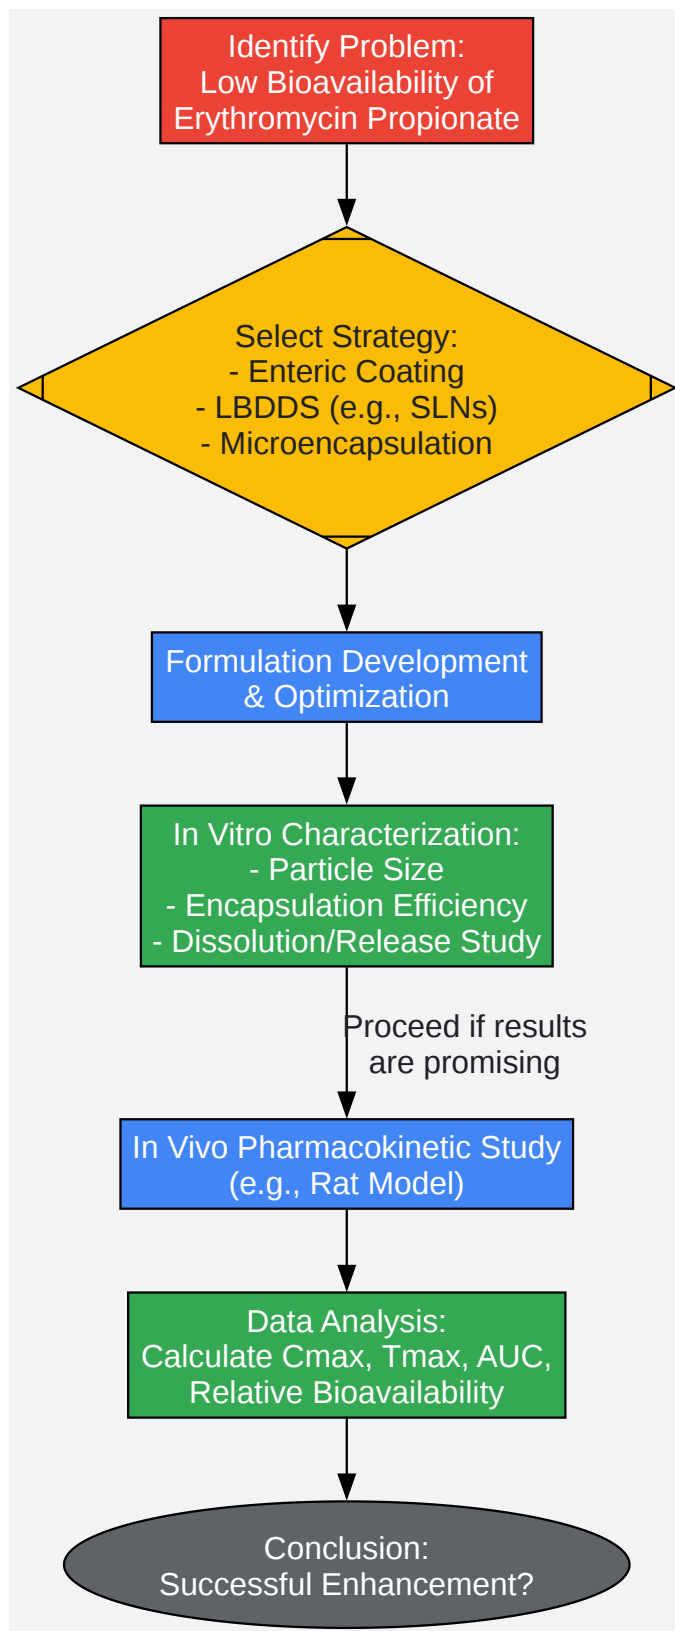 Identify Problem:
Low Bioavailability of
Erythromycin Propionate
Select Strategy:
- Enteric Coating
- LBDDS (e.g., SLNs)
- Microencapsulation
Formulation Development
& Optimization
In Vitro Characterization:
- Particle Size
- Encapsulation Efficiency
- Dissolution/Release Study
Proceed if results
are promising
In Vivo Pharmacokinetic Study
(e.g., Rat Model)
Data Analysis:
Calculate Cmax, Tmax, AUC,
Relative Bioavailability
Conclusion:
Successful Enhancement?